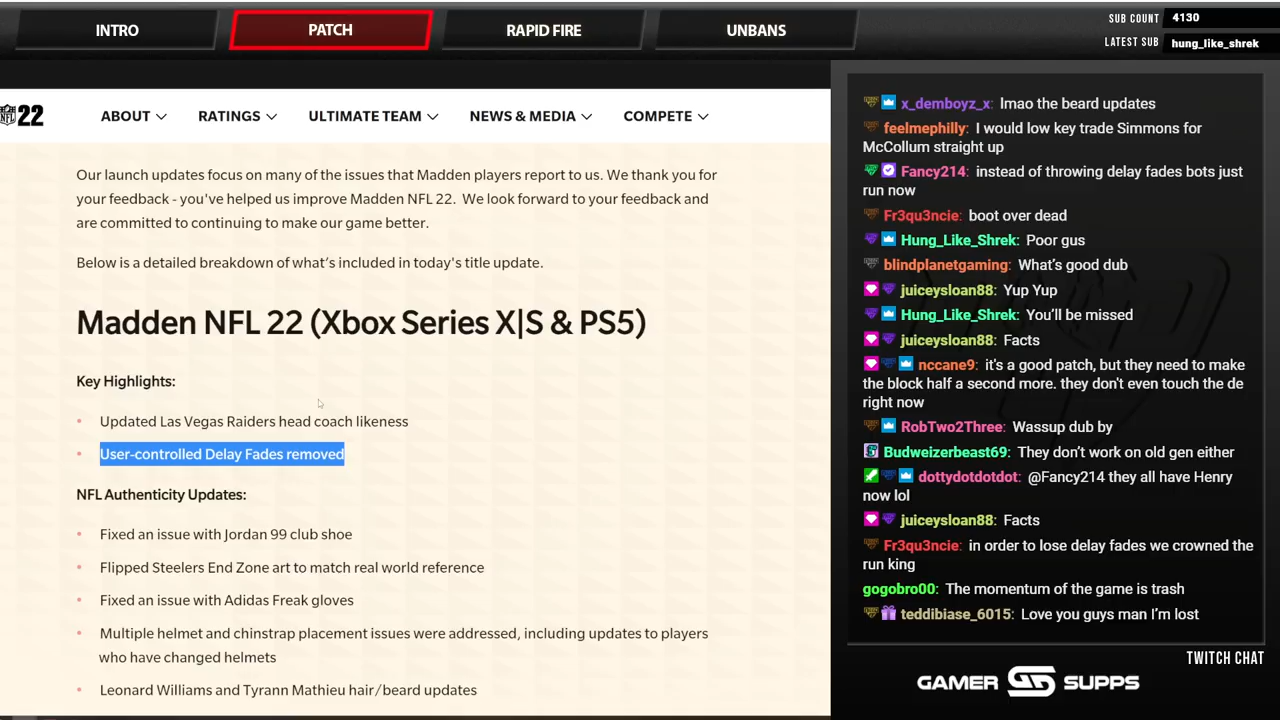 INTRO
PATCH
RAPID FIRE
UNBANS
SUB COUNT
4130
LATEST SUB
hung_like_shrek
NFL 22
ABOUT
RATINGS
ULTIMATE TEAM
NEWS & MEDIA
COMPETE
Our launch updates focus on many of the issues that Madden players report to us. We thank you for
your feedback - you've helped us improve Madden NFL 22. We look forward to your feedback and
are committed to continuing to make our game better.
Below is a detailed breakdown of what's included in today's title update.
Madden NFL 22 (Xbox Series X|S & PS5)
Key Highlights:
• Updated Las Vegas Raiders head coach likeness
• User-controlled Delay Fades removed
NFL Authenticity Updates:
• Fixed an issue with Jordan 99 club shoe
• Flipped Steelers End Zone art to match real world reference
• Fixed an issue with Adidas Freak gloves
• Multiple helmet and chinstrap placement issues were addressed, including updates to players
who have changed helmets
• Leonard Williams and Tyrann Mathieu hair/beard updates
x_demboyz_x: lmao the beard updates
feelmephilly: I would low key trade Simmons for
McCollum straight up
Fancy214: instead of throwing delay fades bots just
run now
Fr3qu3ncie: boot over dead
Hung_Like_Shrek: Poor gus
blindplanetgaming: What's good dub
juiceysloan88: Yup Yup
Hung_Like_Shrek: You'll be missed
juiceysloan88: Facts
nccane9: it's a good patch, but they need to make
the block half a second more. they don't even touch the de
right now
RobTwo2Three: Wassup dub by
Budweizerbeast69: They don't work on old gen either
dottydotdotdot: @Fancy214 they all have Henry
now lol
juiceysloan88: Facts
Fr3qu3ncie: in order to lose delay fades we crowned the
run king
gogobro00: The momentum of the game is trash
teddibiase_6015: Love you guys man I'm lost
TWITCH CHAT
GAMER SUPPS